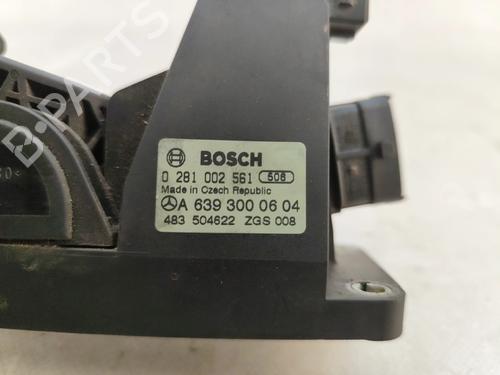 B-PARTS
BOSCH
0 281 002 561 508
Made in Czech Republic
A 639 300 06 04
483 504622 ZGS 008